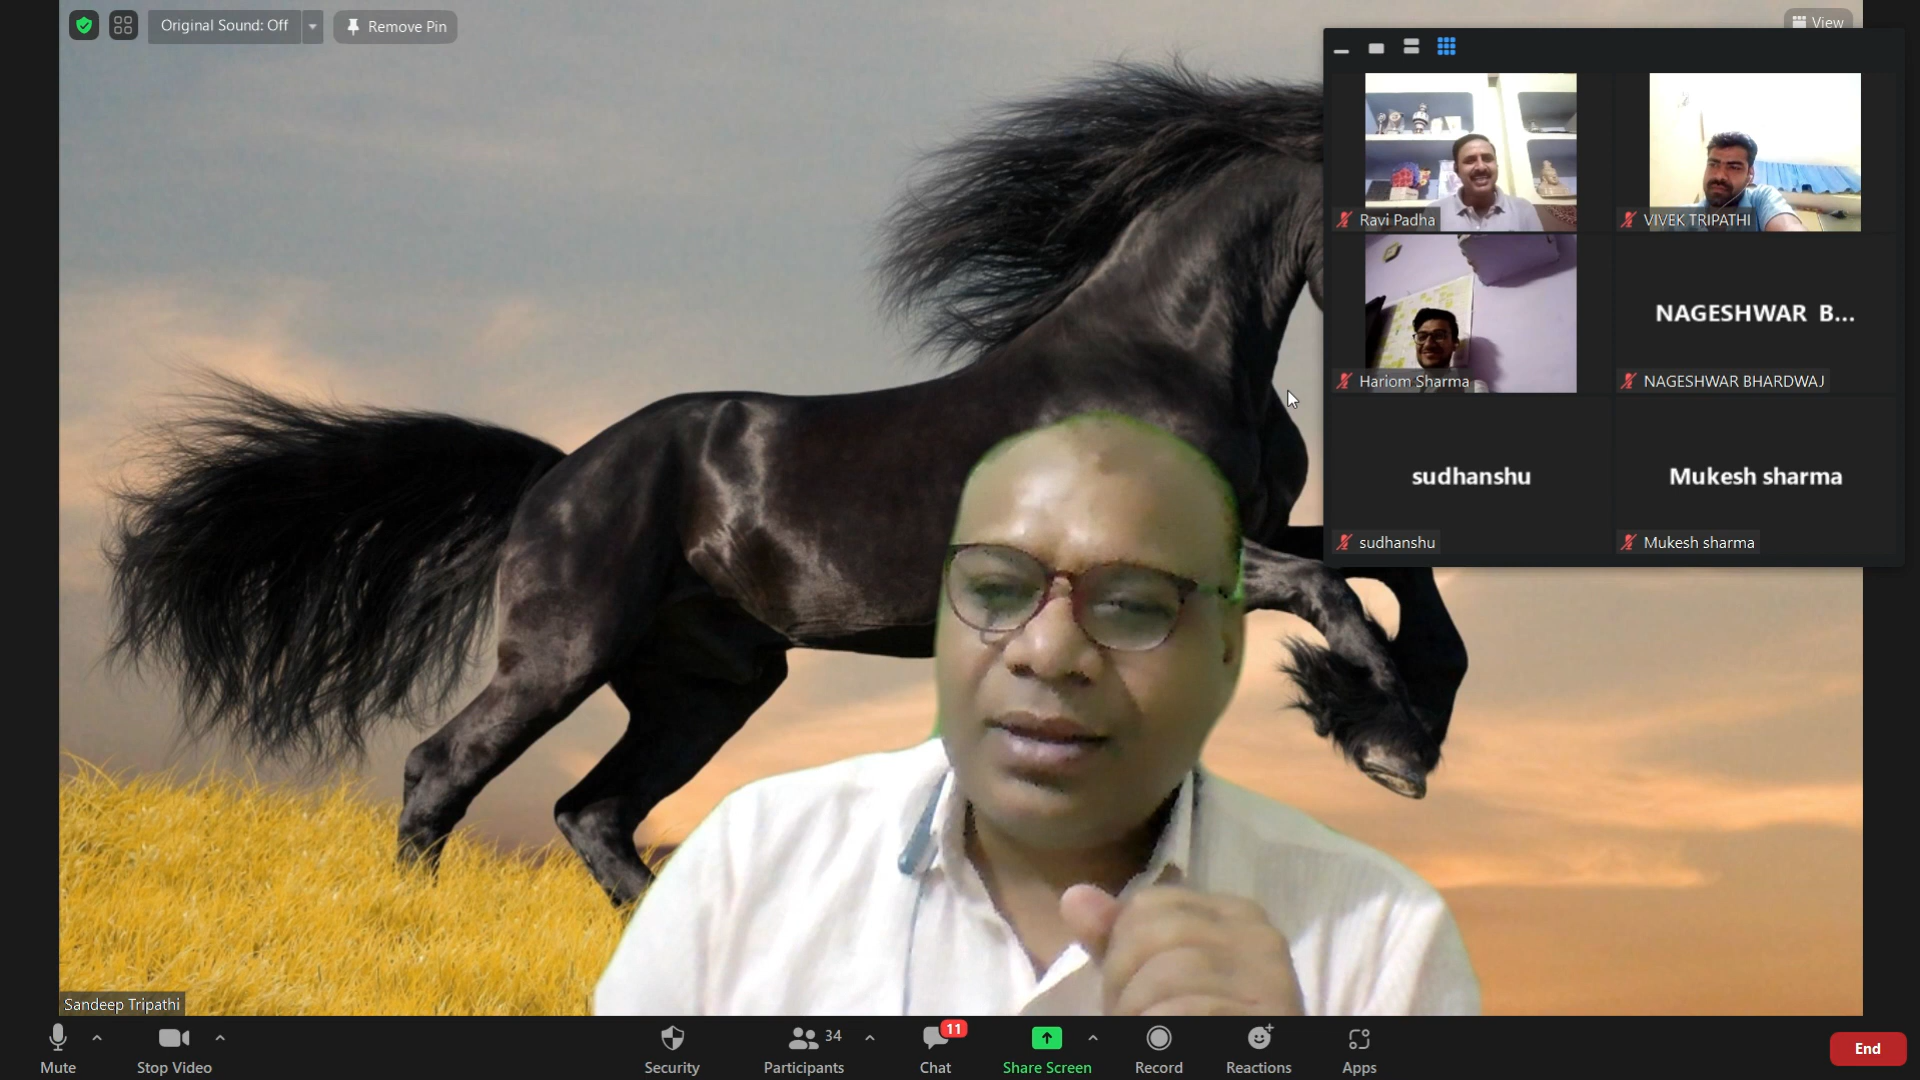 Original Sound: Off
Remove Pin
View
Ravi Padha
VIVEK TRIPATHI
NAGESHWAR B...
Hariom Sharma
NAGESHWAR BHARDWAJ
sudhanshu
Mukesh sharma
sudhanshu
Mukesh sharma
Sandeep Tripathi
Mute
Stop Video
Security
34
Participants
11
Chat
Share Screen
Record
Reactions
Apps
End